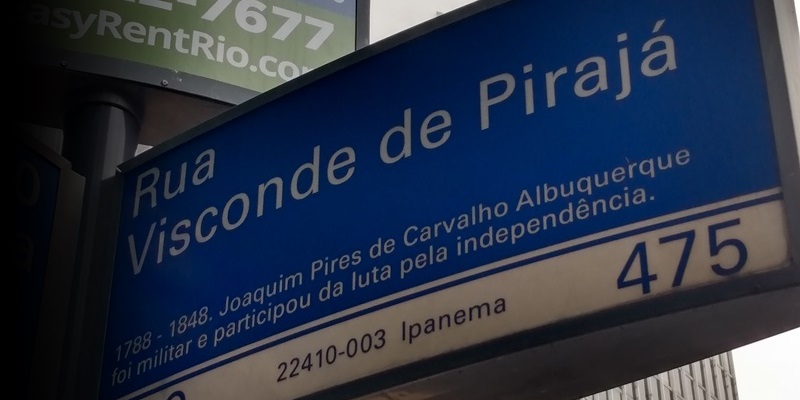 -7677
asyRentRio.co
Rua
Visconde de Pirajá
1788 - 1848. Joaquim Pires de Carvalho Albuquerque
foi militar e participou da luta pela independência.
475
22410-003 Ipanema